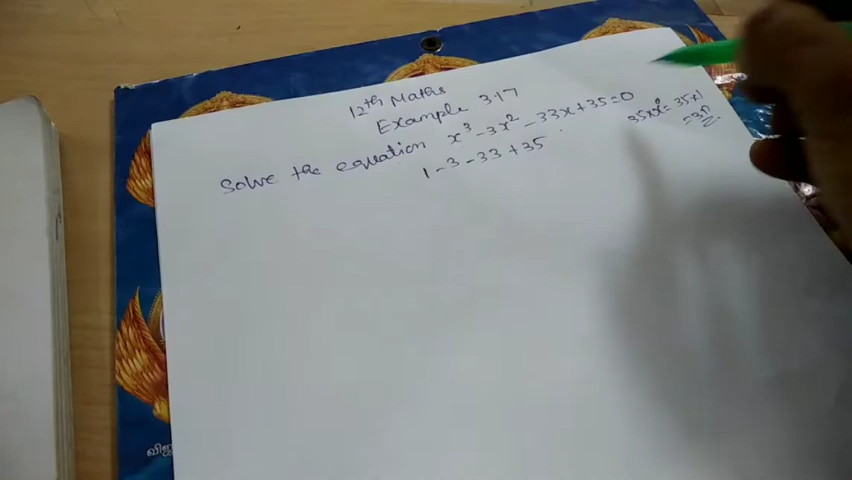 12th Maths
Example 3.17
Solve the equation x³ - 3x² - 33x + 35 = 0
1 - 3 - 33 + 35
35x x⁰ = 35 x 1
= 35.